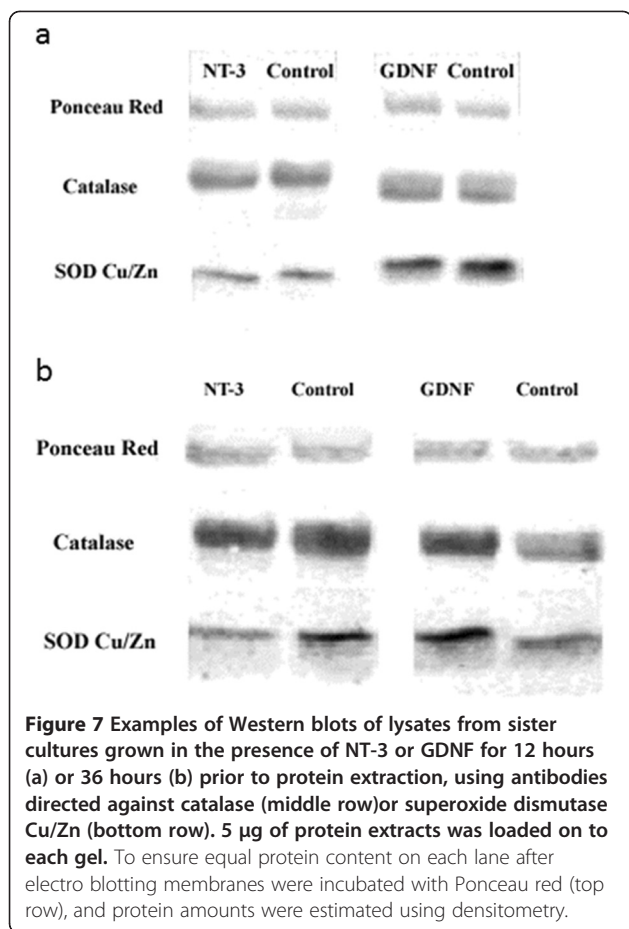 a
NT-3 Control GDNF Control
Ponceau Red
Catalase
SOD Cu/Zn
b
NT-3 Control GDNF Control
Ponceau Red
Catalase
SOD Cu/Zn
Figure 7 Examples of Western blots of lysates from sister
cultures grown in the presence of NT-3 or GDNF for 12 hours
(a) or 36 hours (b) prior to protein extraction, using antibodies
directed against catalase (middle row)or superoxide dismutase
Cu/Zn (bottom row). 5 µg of protein extracts was loaded on to
each gel. To ensure equal protein content on each lane after
electro blotting membranes were incubated with Ponceau red (top
row), and protein amounts were estimated using densitometry.